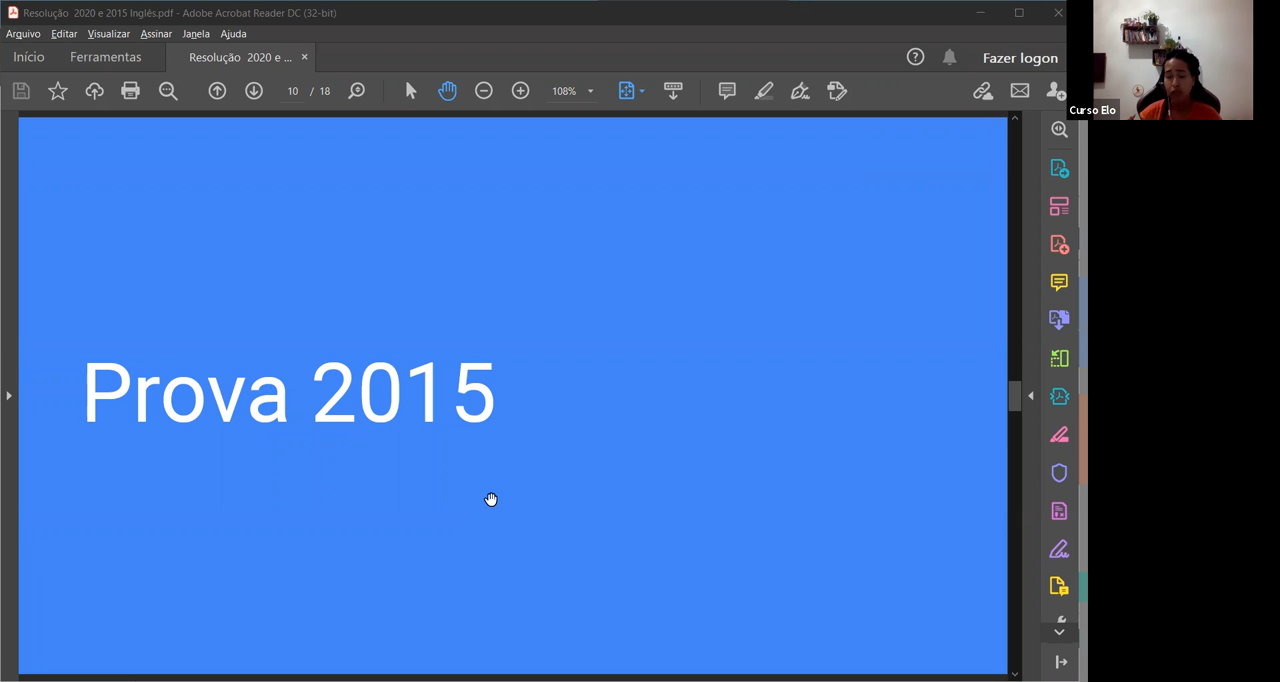 Resolução 2020 e 2015 Inglês.pdf - Adobe Acrobat Reader DC (32-bit)
Arquivo Editar Visualizar Assinar Janela Ajuda
Início Ferramentas Resolução 2020 e ... × Fazer logon
10 / 18 108%
Curso Elo
Prova 2015